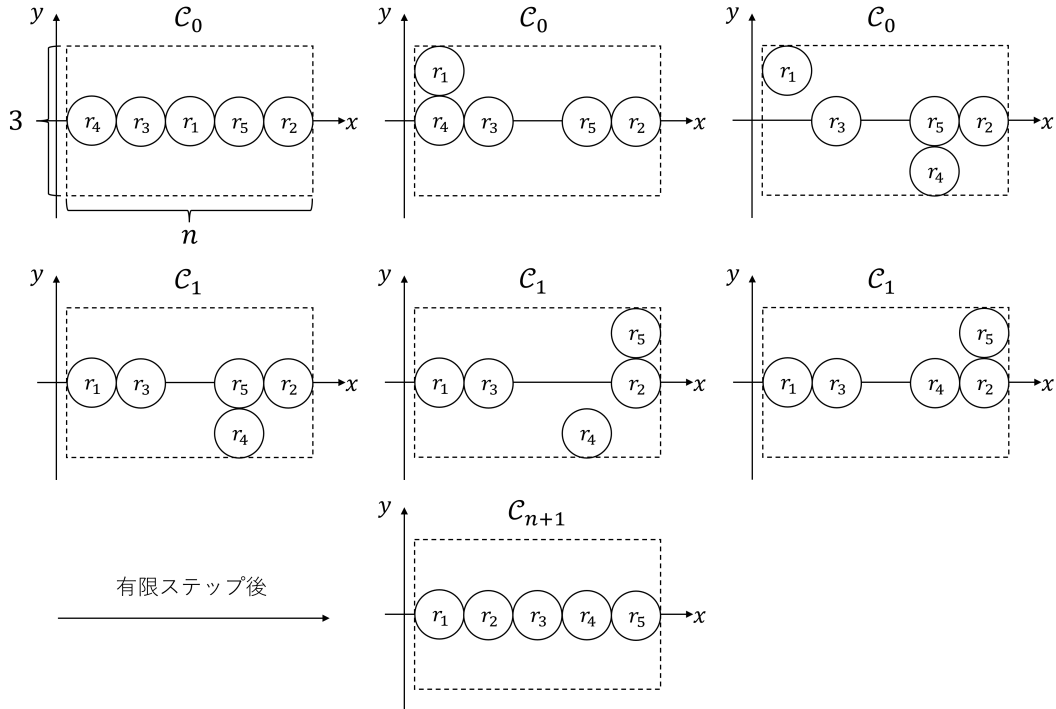 y
𝒞₀
3
r₄ r₃ r₁ r₅ r₂
x
n
y
𝒞₀
r₁
r₄ r₃ r₅ r₂
x
y
𝒞₀
r₁
r₃ r₅ r₂
x
r₄
y
𝒞₁
r₁ r₃ r₅ r₂
x
r₄
y
𝒞₁
r₅
r₁ r₃ r₂
x
r₄
y
𝒞₁
r₅
r₁ r₃ r₄ r₂
x
有限ステップ後
y
𝒞ₙ₊₁
r₁ r₂ r₃ r₄ r₅
x